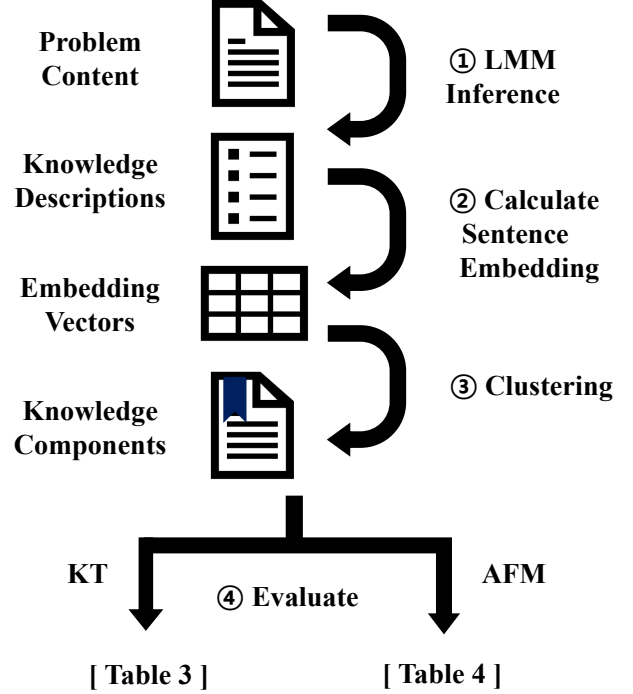 Problem
Content
① LMM
Inference
Knowledge
Descriptions
② Calculate
Sentence
Embedding
Embedding
Vectors
③ Clustering
Knowledge
Components
KT
④ Evaluate
AFM
[ Table 3 ]
[ Table 4 ]